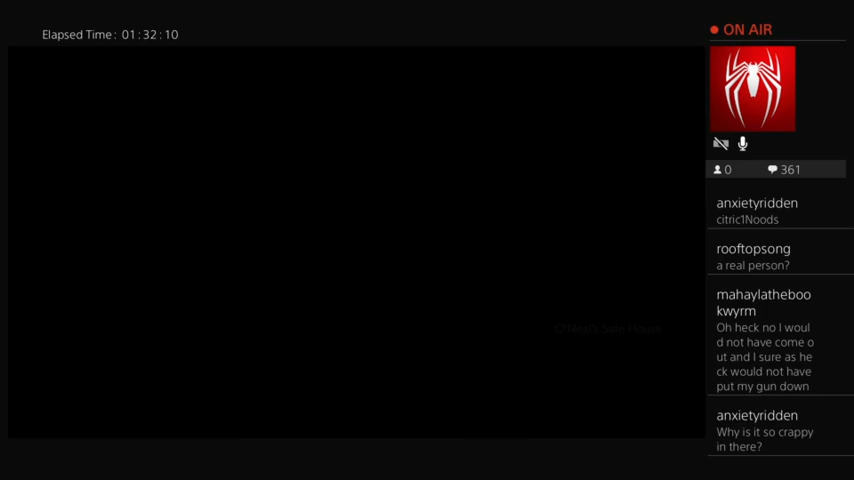 Elapsed Time: 01:32:10
ON AIR
0
361
anxietyridden
citric1Noods
rooftopsong
a real person?
mahaylatheboo
kwyrm
Oh heck no I woul
d not have come o
ut and I sure as he
ck would not have
put my gun down
anxietyridden
Why is it so crappy
in there?